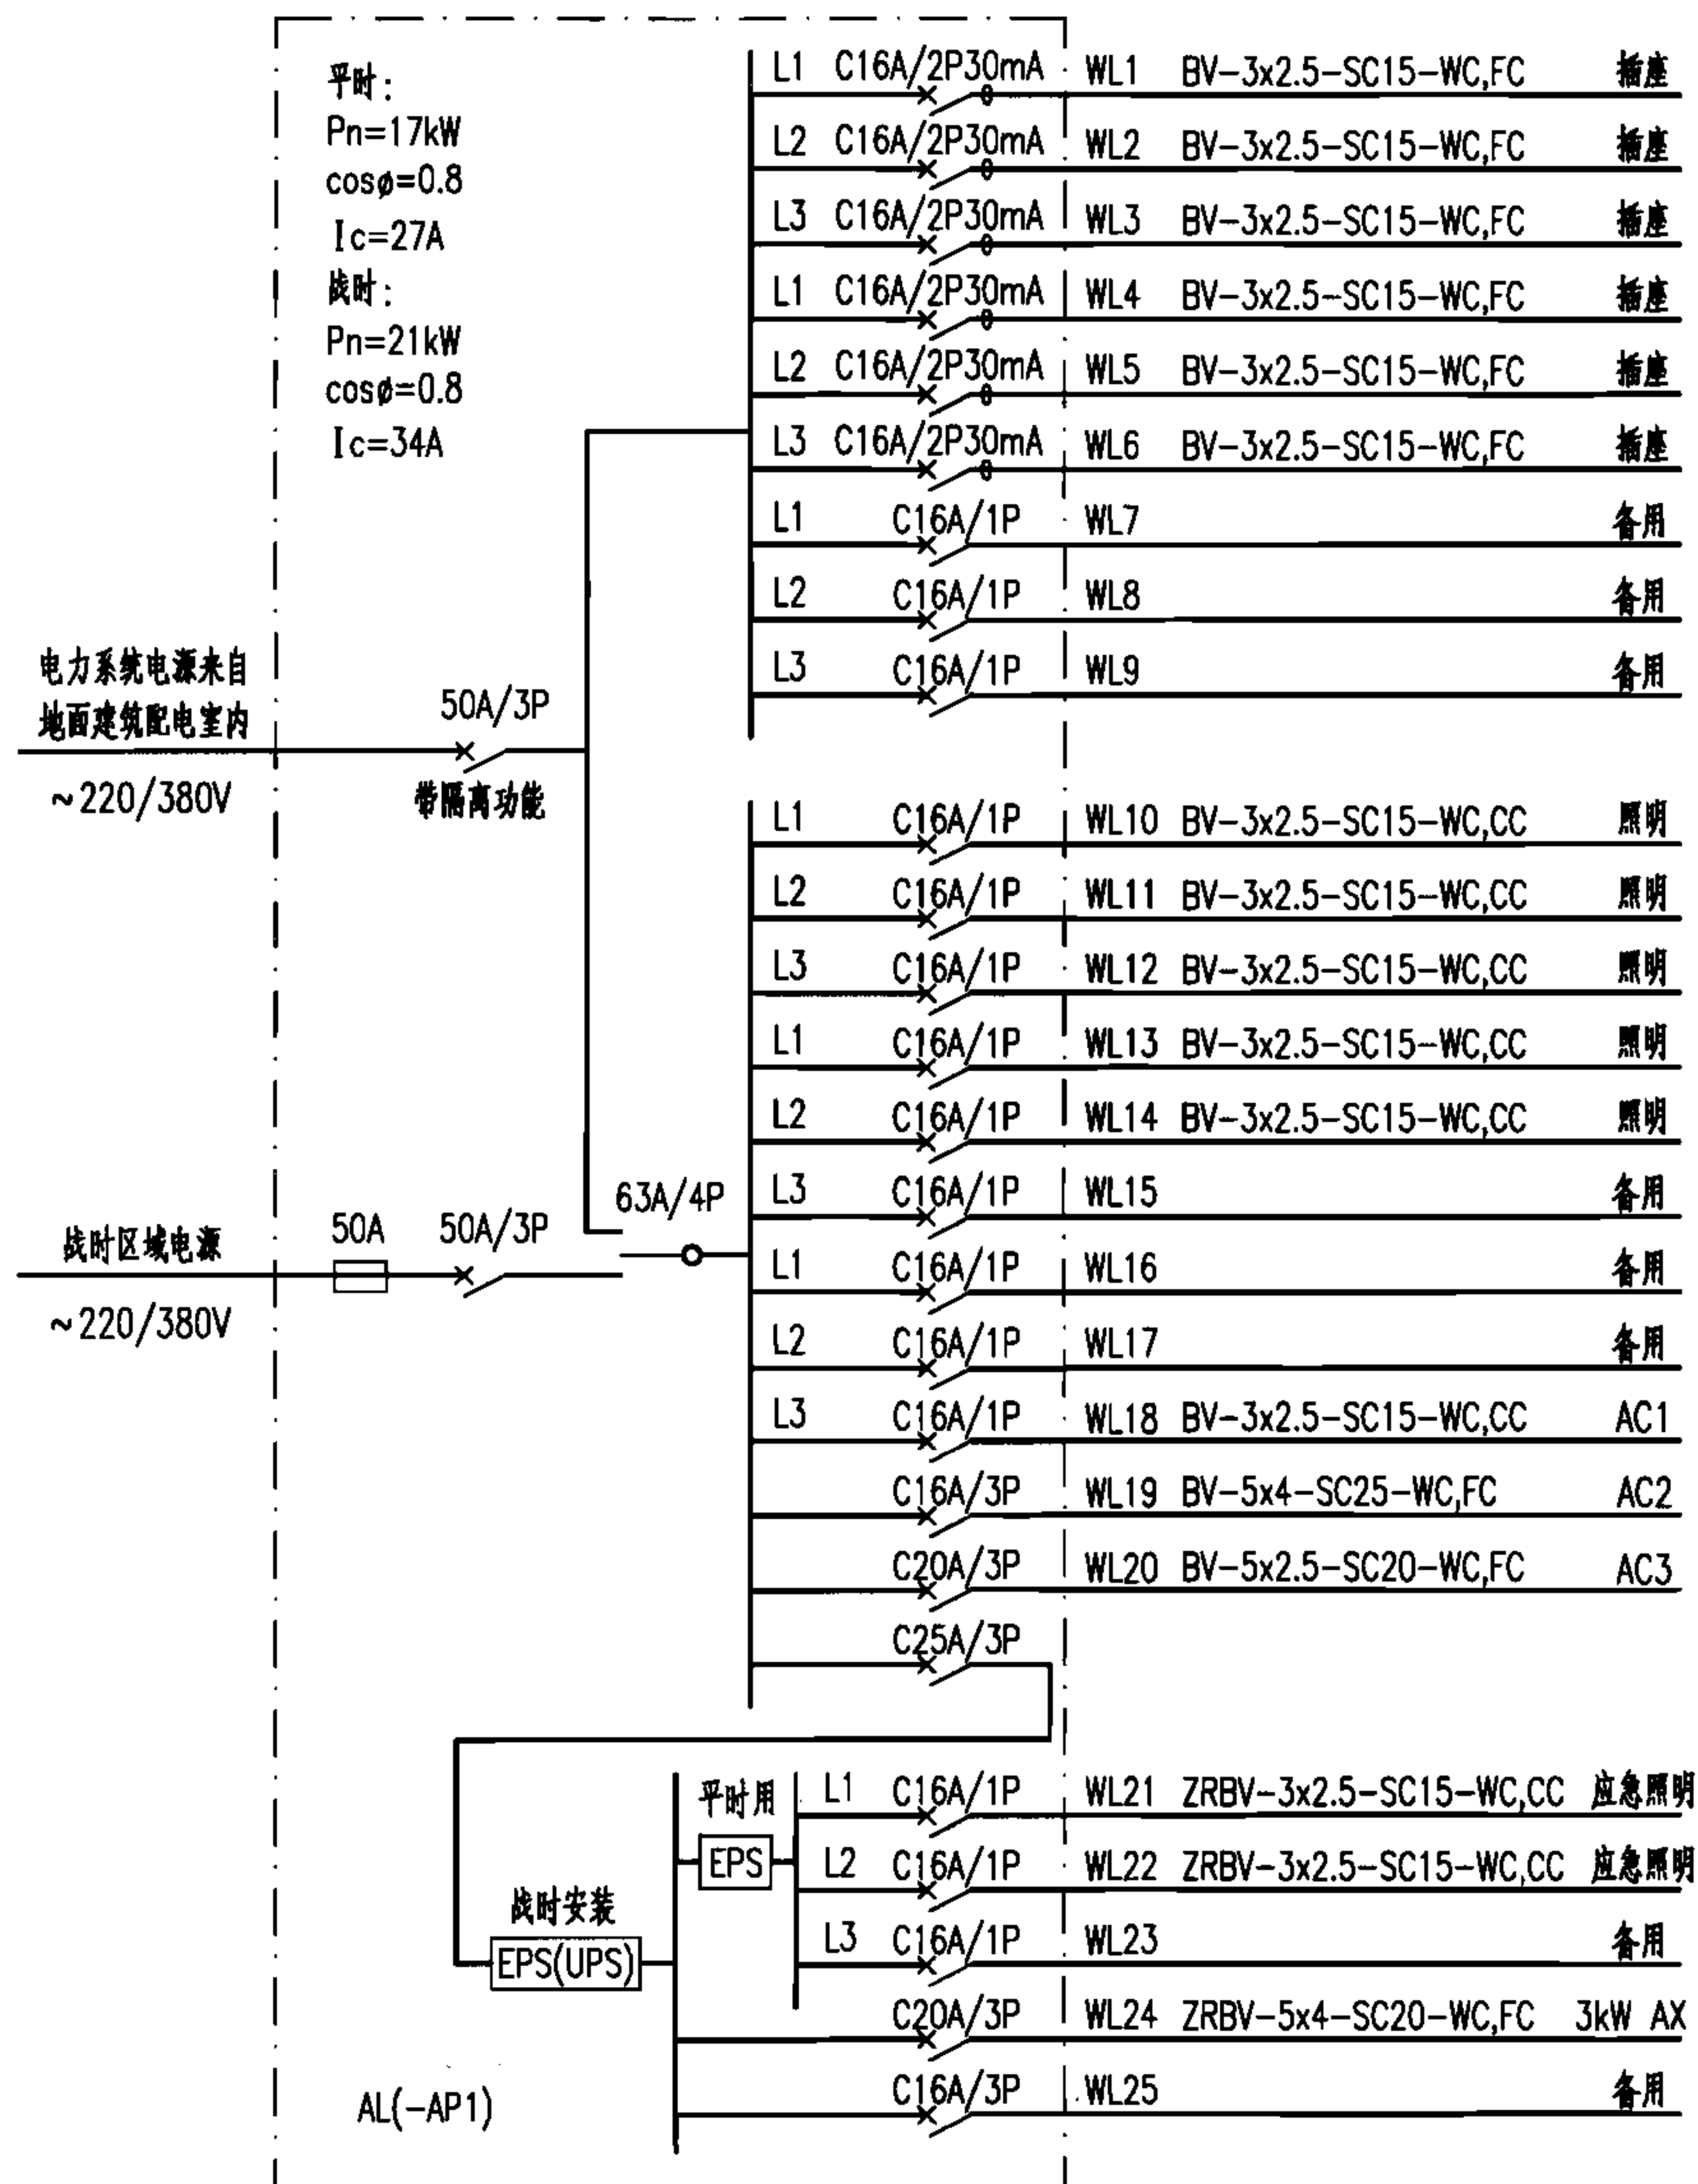 平时:
Pn=17kW
cosø=0.8
Ic=27A
战时:
Pn=21kW
cosø=0.8
Ic=34A
电力系统电源来自
地面建筑配电室内
~220/380V
50A/3P
带隔离功能
战时区域电源
~220/380V
50A
50A/3P
63A/4P
L1 C16A/2P30mA WL1 BV-3x2.5-SC15-WC,FC 插座
L2 C16A/2P30mA WL2 BV-3x2.5-SC15-WC,FC 插座
L3 C16A/2P30mA WL3 BV-3x2.5-SC15-WC,FC 插座
L1 C16A/2P30mA WL4 BV-3x2.5-SC15-WC,FC 插座
L2 C16A/2P30mA WL5 BV-3x2.5-SC15-WC,FC 插座
L3 C16A/2P30mA WL6 BV-3x2.5-SC15-WC,FC 插座
L1 C16A/1P WL7 备用
L2 C16A/1P WL8 备用
L3 C16A/1P WL9 备用
L1 C16A/1P WL10 BV-3x2.5-SC15-WC,CC 照明
L2 C16A/1P WL11 BV-3x2.5-SC15-WC,CC 照明
L3 C16A/1P WL12 BV-3x2.5-SC15-WC,CC 照明
L1 C16A/1P WL13 BV-3x2.5-SC15-WC,CC 照明
L2 C16A/1P WL14 BV-3x2.5-SC15-WC,CC 照明
L3 C16A/1P WL15 备用
L1 C16A/1P WL16 备用
L2 C16A/1P WL17 备用
L3 C16A/1P WL18 BV-3x2.5-SC15-WC,CC AC1
C16A/3P WL19 BV-5x4-SC25-WC,FC AC2
C20A/3P WL20 BV-5x2.5-SC20-WC,FC AC3
C25A/3P
平时用
EPS
战时安装
EPS(UPS)
L1 C16A/1P WL21 ZRBV-3x2.5-SC15-WC,CC 应急照明
L2 C16A/1P WL22 ZRBV-3x2.5-SC15-WC,CC 应急照明
L3 C16A/1P WL23 备用
C20A/3P WL24 ZRBV-5x4-SC20-WC,FC 3kW AX
C16A/3P WL25 备用
AL(-AP1)